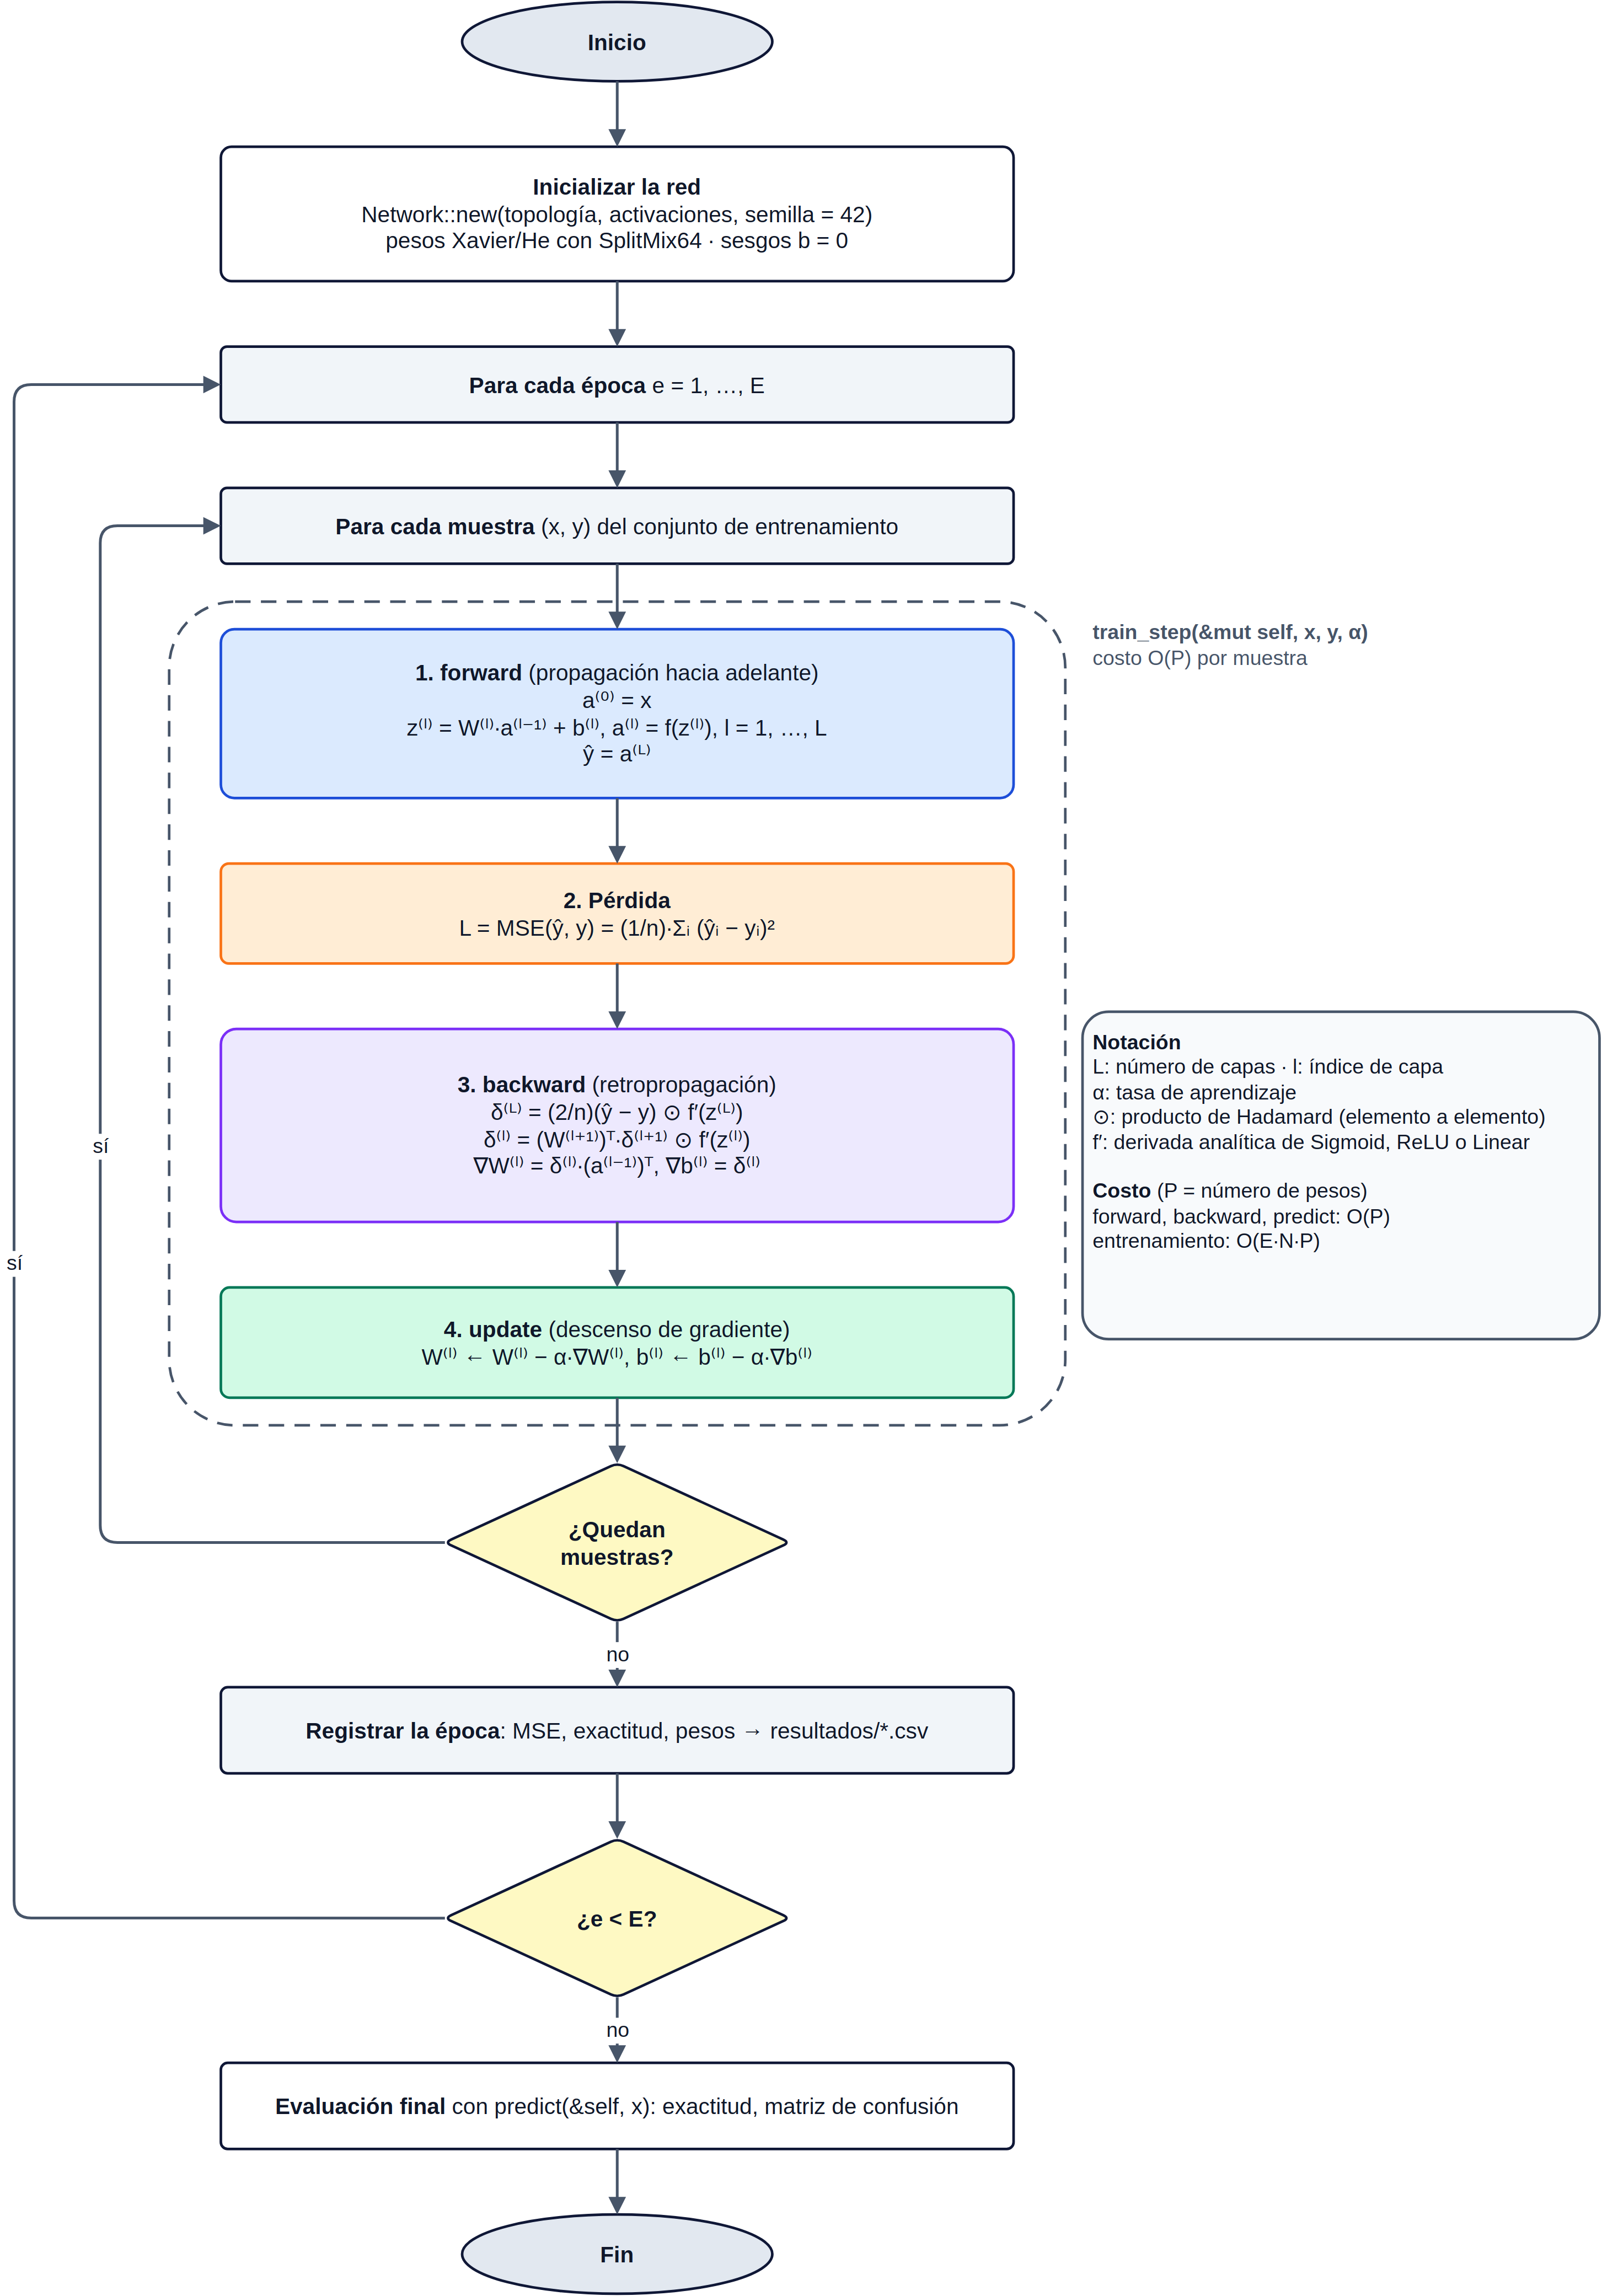 Inicio
Inicializar la red
Network::new(topología, activaciones, semilla = 42)
pesos Xavier/He con SplitMix64 · sesgos b = 0
Para cada época e = 1, …, E
Para cada muestra (x, y) del conjunto de entrenamiento
train_step(&mut self, x, y, α)
costo O(P) por muestra
1. forward (propagación hacia adelante)
a⁽⁰⁾ = x
z⁽ˡ⁾ = W⁽ˡ⁾·a⁽ˡ⁻¹⁾ + b⁽ˡ⁾, a⁽ˡ⁾ = f(z⁽ˡ⁾), l = 1, …, L
ŷ = a⁽ᴸ⁾
2. Pérdida
L = MSE(ŷ, y) = (1/n)·Σᵢ (ŷᵢ − yᵢ)²
3. backward (retropropagación)
δ⁽ᴸ⁾ = (2/n)(ŷ − y) ⊙ f′(z⁽ᴸ⁾)
δ⁽ˡ⁾ = (W⁽ˡ⁺¹⁾)ᵀ·δ⁽ˡ⁺¹⁾ ⊙ f′(z⁽ˡ⁾)
∇W⁽ˡ⁾ = δ⁽ˡ⁾·(a⁽ˡ⁻¹⁾)ᵀ, ∇b⁽ˡ⁾ = δ⁽ˡ⁾
Notación
L: número de capas · l: índice de capa
α: tasa de aprendizaje
⊙: producto de Hadamard (elemento a elemento)
f′: derivada analítica de Sigmoid, ReLU o Linear
Costo (P = número de pesos)
forward, backward, predict: O(P)
entrenamiento: O(E·N·P)
sí
sí
4. update (descenso de gradiente)
W⁽ˡ⁾ ← W⁽ˡ⁾ − α·∇W⁽ˡ⁾, b⁽ˡ⁾ ← b⁽ˡ⁾ − α·∇b⁽ˡ⁾
¿Quedan
muestras?
no
Registrar la época: MSE, exactitud, pesos → resultados/*.csv
¿e < E?
no
Evaluación final con predict(&self, x): exactitud, matriz de confusión
Fin